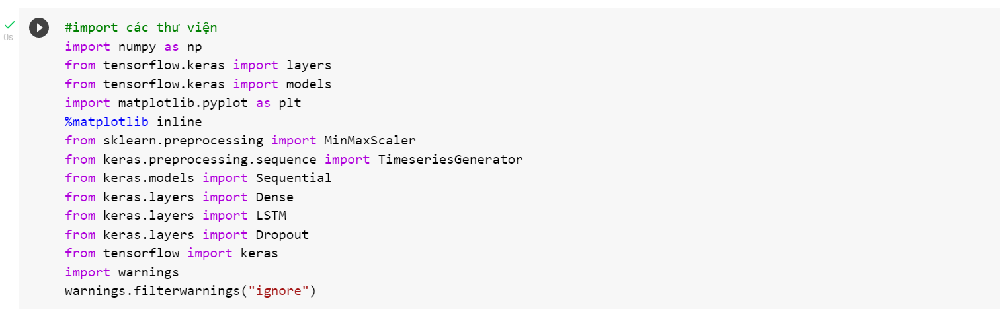 #import các thư viện
0s
import numpy as np
from tensorflow.keras import layers
from tensorflow.keras import models
import matplotlib.pyplot as plt
%matplotlib inline
from sklearn.preprocessing import MinMaxScaler
from keras.preprocessing.sequence import TimeseriesGenerator
from keras.models import Sequential
from keras.layers import Dense
from keras.layers import LSTM
from keras.layers import Dropout
from tensorflow import keras
import warnings
warnings.filterwarnings("ignore")